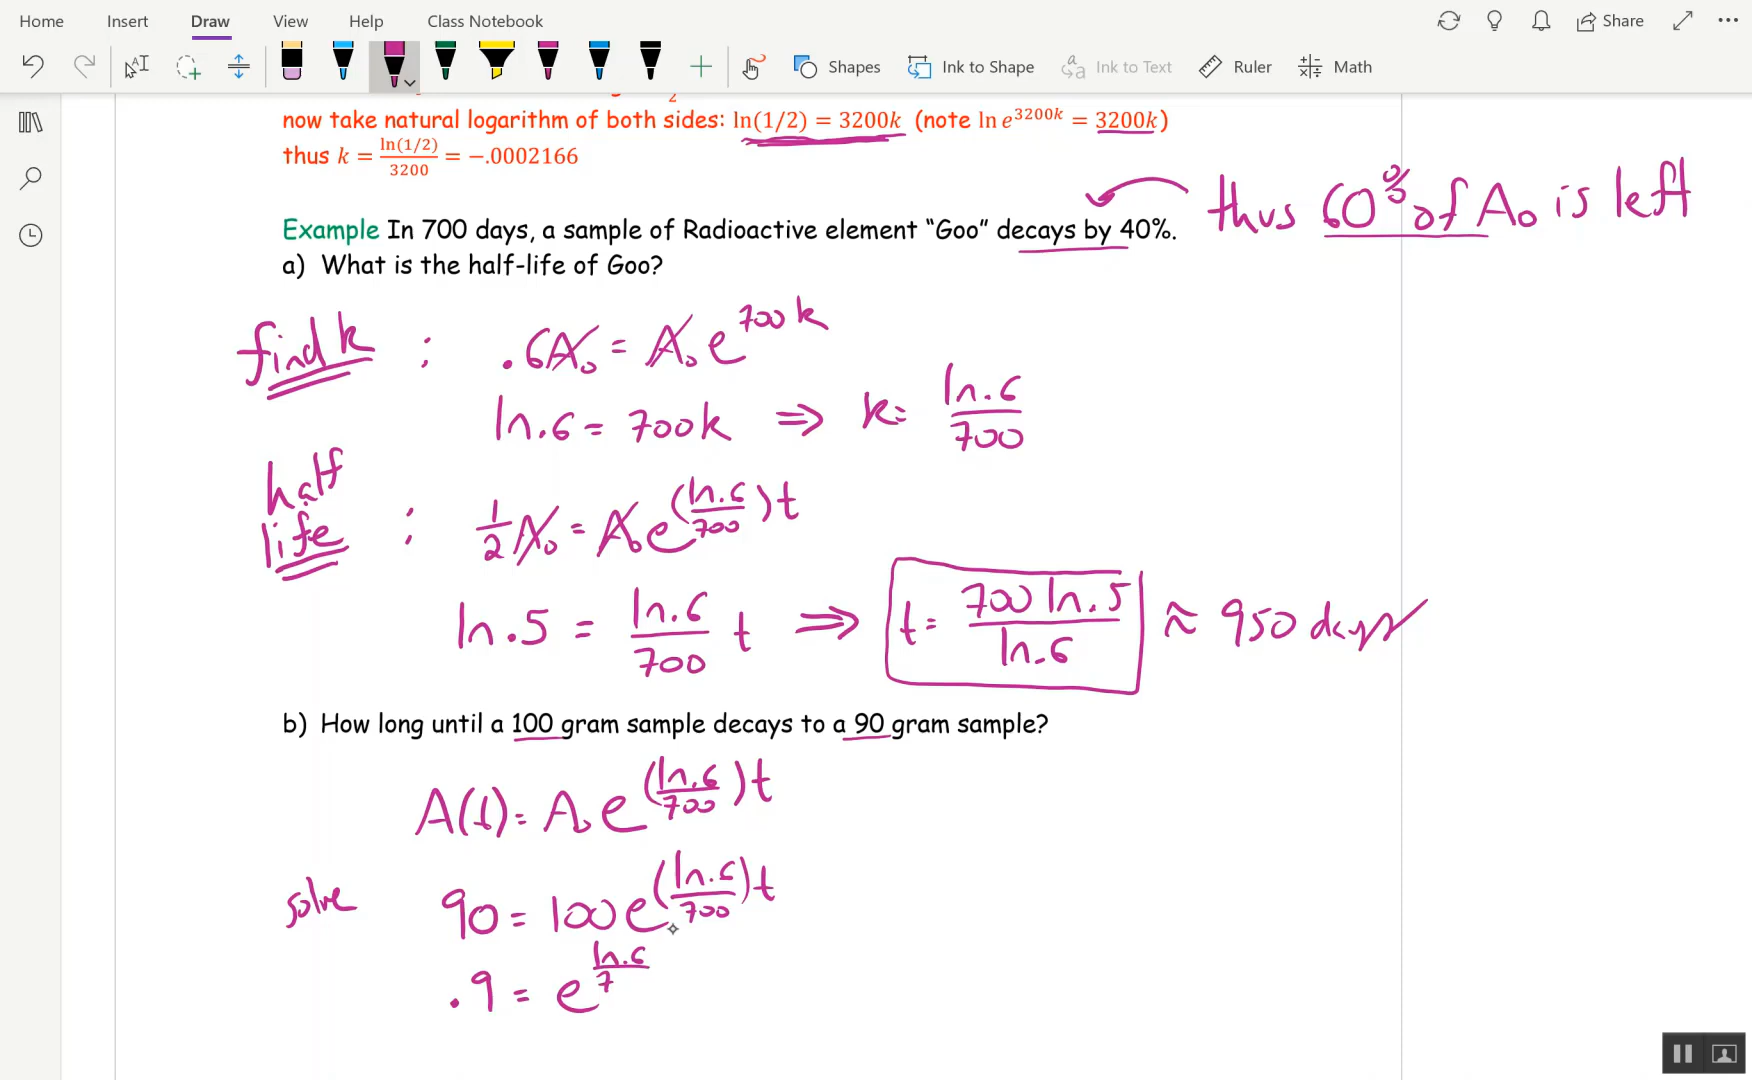 Home Insert Draw View Help Class Notebook Share
Shapes Ink to Shape Ink to Text Ruler Math
2
now take natural logarithm of both sides: ln(1/2) = 3200k (note ln e^{3200k} = 3200k)
thus k = ln(1/2)/3200 = −.0002166
thus 60% of A₀ is left
Example In 700 days, a sample of Radioactive element “Goo” decays by 40%.
a) What is the half-life of Goo?
find k : .6A₀ = A₀e^{700k}
ln.6 = 700k ⇒ k = ln.6/700
half life : 1/2 A₀ = A₀e^{(ln.6/700)t}
ln.5 = ln.6/700 t ⇒ t = 700 ln.5/ln.6 ≈ 950 days
b) How long until a 100 gram sample decays to a 90 gram sample?
A(t) = A₀e^{(ln.6/700)t}
solve 90 = 100e^{(ln.6/700)t}
.9 = e^{ln.6/7}